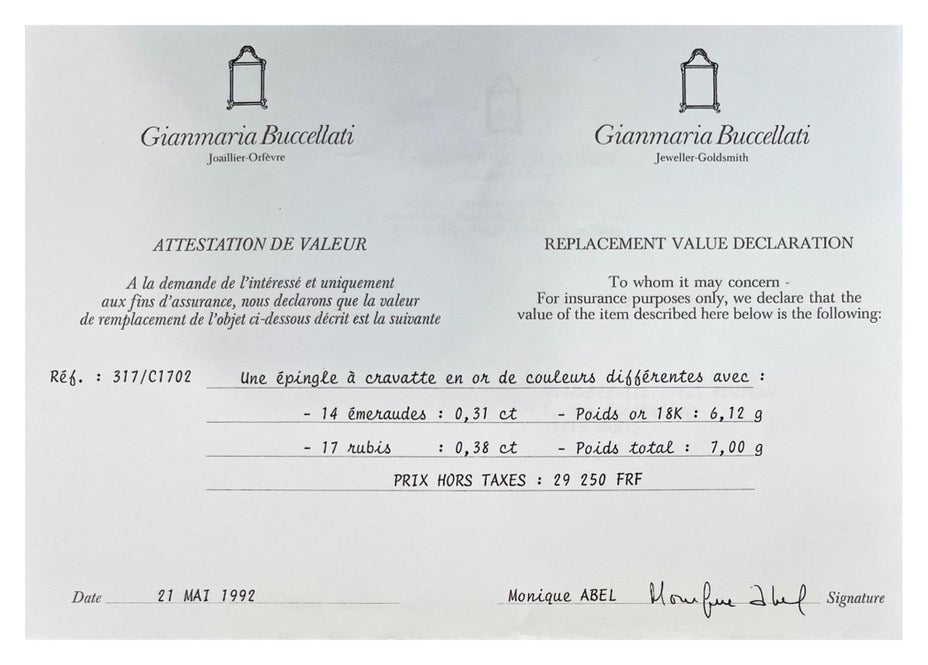 Gianmaria Buccellati
Joaillier-Orfèvre
ATTESTATION DE VALEUR
A la demande de l'intéressé et uniquement
aux fins d'assurance, nous declarons que la valeur
de remplacement de l'objet ci-dessous décrit est la suivante
Gianmaria Buccellati
Jeweller-Goldsmith
REPLACEMENT VALUE DECLARATION
To whom it may concern -
For insurance purposes only, we declare that the
value of the item described here below is the following:
Réf. : 317/C1702 Une épingle à cravatte en or de couleurs différentes avec :
- 14 émeraudes : 0,31 ct - Poids or 18K : 6,12 g
- 17 rubis : 0,38 ct - Poids total : 7,00 g
PRIX HORS TAXES : 29 250 FRF
Date 21 MAI 1992 Monique ABEL Monique Abel Signature